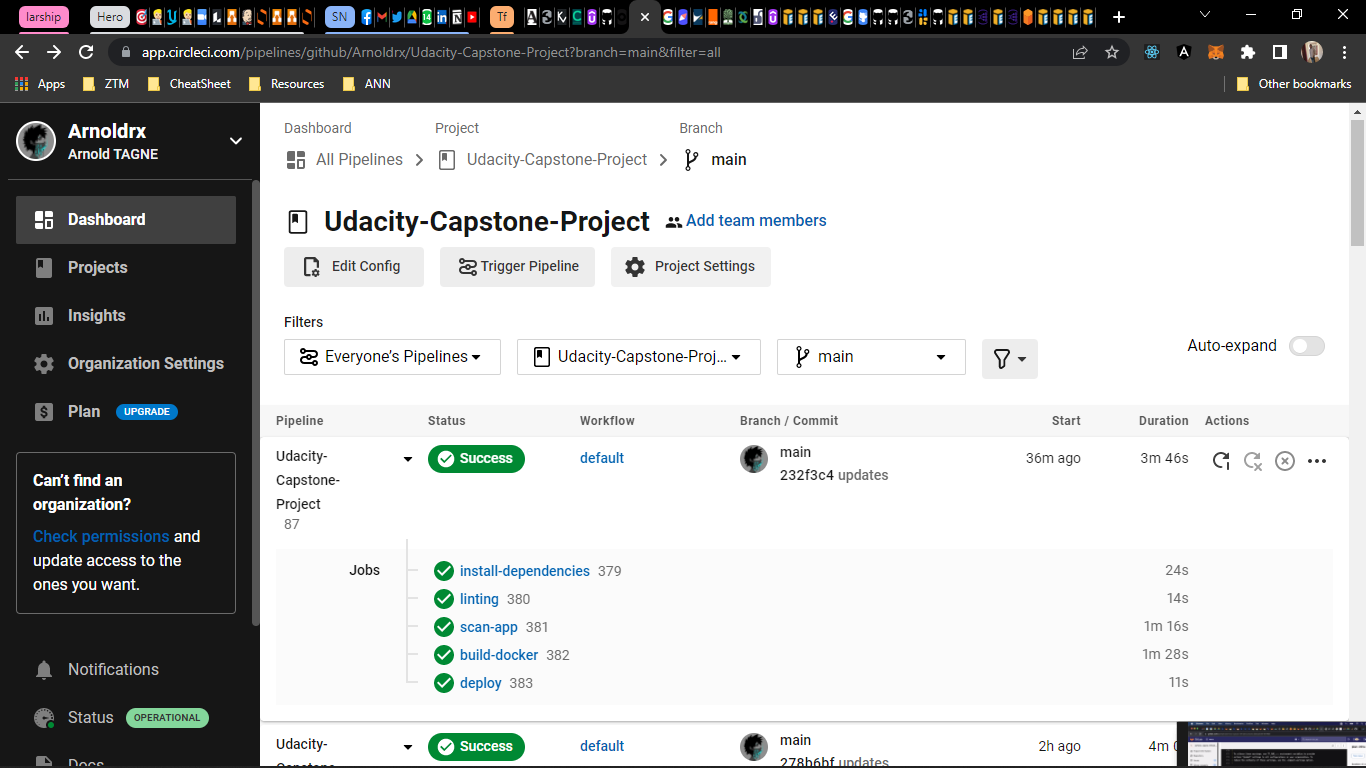 larship Hero SN Tf
app.circleci.com/pipelines/github/Arnoldrx/Udacity-Capstone-Project?branch=main&filter=all
Apps ZTM CheatSheet Resources ANN Other bookmarks
Arnoldrx
Arnold TAGNE
Dashboard
Projects
Insights
Organization Settings
Plan UPGRADE
Can't find an
organization?
Check permissions and
update access to the
ones you want.
Notifications
Status OPERATIONAL
Docs
Dashboard Project Branch
All Pipelines Udacity-Capstone-Project main
Udacity-Capstone-Project Add team members
Edit Config Trigger Pipeline Project Settings
Filters
Everyone's Pipelines Udacity-Capstone-Proj... main Auto-expand
Pipeline Status Workflow Branch / Commit Start Duration Actions
Udacity-
Capstone-
Project
87
Success default main 36m ago 3m 46s
232f3c4 updates
Jobs
install-dependencies 379 24s
linting 380 14s
scan-app 381 1m 16s
build-docker 382 1m 28s
deploy 383 11s
Udacity-
Capstone-
Success default main 2h ago 4m
278b6bf updates